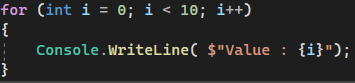 for (int i = 0; i < 10; i++)
{
    Console.WriteLine( $"Value : {i}");
}